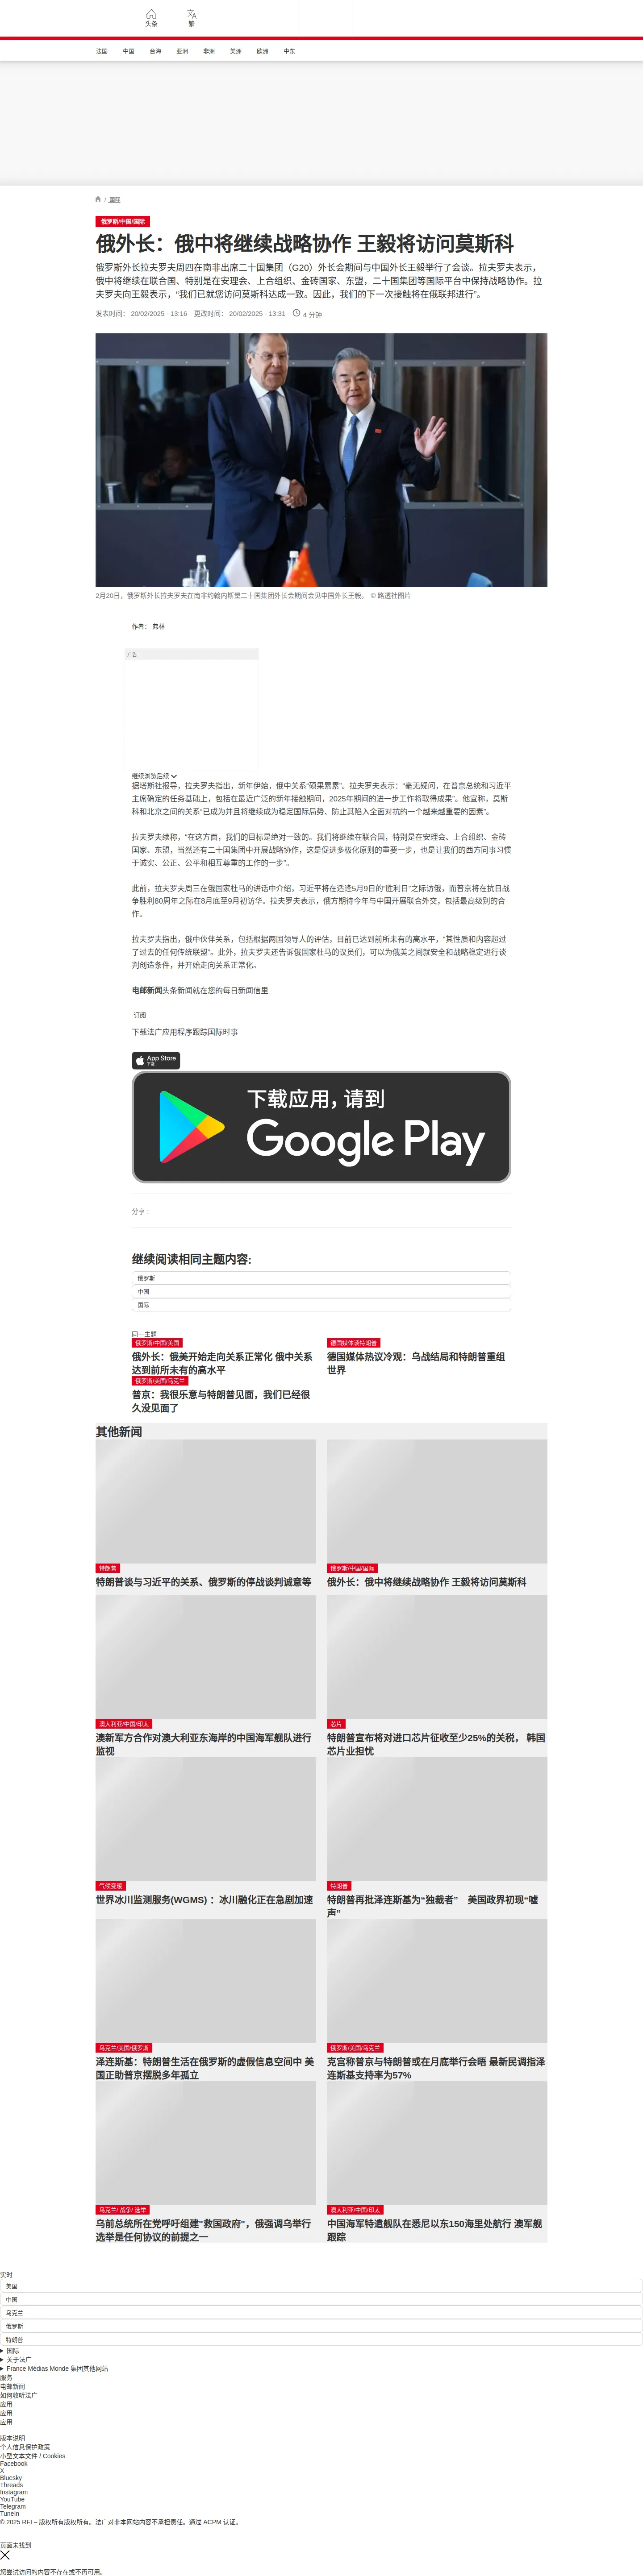 头条
繁
法国 中国 台海 亚洲 非洲 美洲 欧洲 中东
/ 国际
俄罗斯/中国/国际
俄外长：俄中将继续战略协作 王毅将访问莫斯科
俄罗斯外长拉夫罗夫周四在南非出席二十国集团（G20）外长会期间与中国外长王毅举行了会谈。拉夫罗夫表示，
俄中将继续在联合国、特别是在安理会、上合组织、金砖国家、东盟，二十国集团等国际平台中保持战略协作。拉
夫罗夫向王毅表示，“我们已就您访问莫斯科达成一致。因此，我们的下一次接触将在俄联邦进行”。
发表时间： 20/02/2025 - 13:16 更改时间： 20/02/2025 - 13:31 4 分钟
2月20日，俄罗斯外长拉夫罗夫在南非约翰内斯堡二十国集团外长会期间会见中国外长王毅。 © 路透社图片
作者： 弗林
广告
继续浏览后续
据塔斯社报导，拉夫罗夫指出，新年伊始，俄中关系“硕果累累”。拉夫罗夫表示：“毫无疑问，在普京总统和习近平
主席确定的任务基础上，包括在最近广泛的新年接触期间，2025年期间的进一步工作将取得成果”。他宣称，莫斯
科和北京之间的关系“已成为并且将继续成为稳定国际局势、防止其陷入全面对抗的一个越来越重要的因素”。
拉夫罗夫续称，“在这方面，我们的目标是绝对一致的。我们将继续在联合国，特别是在安理会、上合组织、金砖
国家、东盟，当然还有二十国集团中开展战略协作，这是促进多极化原则的重要一步，也是让我们的西方同事习惯
于诚实、公正、公平和相互尊重的工作的一步”。
此前，拉夫罗夫周三在俄国家杜马的讲话中介绍，习近平将在适逢5月9日的“胜利日”之际访俄，而普京将在抗日战
争胜利80周年之际在8月底至9月初访华。拉夫罗夫表示，俄方期待今年与中国开展联合外交，包括最高级别的合
作。
拉夫罗夫指出，俄中伙伴关系，包括根据两国领导人的评估，目前已达到前所未有的高水平，“其性质和内容超过
了过去的任何传统联盟”。此外，拉夫罗夫还告诉俄国家杜马的议员们，可以为俄美之间就安全和战略稳定进行谈
判创造条件，并开始走向关系正常化。
电邮新闻头条新闻就在您的每日新闻信里
订阅
下载法广应用程序跟踪国际时事
App Store
下载
下载应用，请到
Google Play
分享 :
继续阅读相同主题内容:
俄罗斯
中国
国际
同一主题
俄罗斯/中国/美国
俄外长：俄美开始走向关系正常化 俄中关系
达到前所未有的高水平
德国媒体谈特朗普
德国媒体热议冷观：乌战结局和特朗普重组
世界
俄罗斯/美国/乌克兰
普京：我很乐意与特朗普见面，我们已经很
久没见面了
其他新闻
特朗普
特朗普谈与习近平的关系、俄罗斯的停战谈判诚意等
俄罗斯/中国/国际
俄外长：俄中将继续战略协作 王毅将访问莫斯科
澳大利亚/中国/印太
澳新军方合作对澳大利亚东海岸的中国海军舰队进行
监视
芯片
特朗普宣布将对进口芯片征收至少25%的关税， 韩国
芯片业担忧
气候变暖
世界冰川监测服务(WGMS) ：冰川融化正在急剧加速
特朗普
特朗普再批泽连斯基为“独裁者” 美国政界初现“嘘
声”
乌克兰/美国/俄罗斯
泽连斯基：特朗普生活在俄罗斯的虚假信息空间中 美
国正助普京摆脱多年孤立
俄罗斯/美国/乌克兰
克宫称普京与特朗普或在月底举行会晤 最新民调指泽
连斯基支持率为57%
乌克兰/ 战争/ 选举
乌前总统所在党呼吁组建“救国政府”，俄强调乌举行
选举是任何协议的前提之一
澳大利亚/中国/印太
中国海军特遣舰队在悉尼以东150海里处航行 澳军舰
跟踪
实时
美国
中国
乌克兰
俄罗斯
特朗普
国际
关于法广
France Médias Monde 集团其他网站
服务
电邮新闻
如何收听法广
应用
应用
应用
版本说明
个人信息保护政策
小型文本文件 / Cookies
Facebook
X
Bluesky
Threads
Instagram
YouTube
Telegram
TuneIn
© 2025 RFI – 版权所有版权所有。法广对非本网站内容不承担责任。通过 ACPM 认证。
页面未找到
您尝试访问的内容不存在或不再可用。